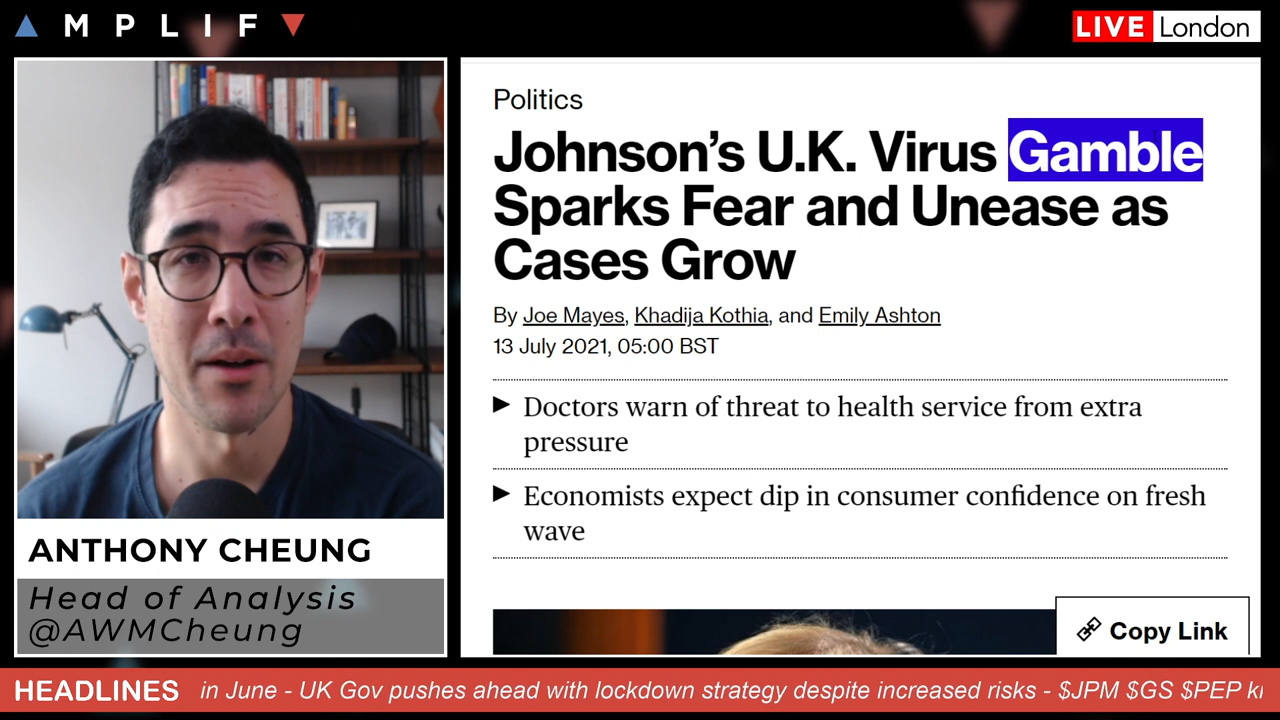 AMPLIFY
LIVE London
Politics
Johnson's U.K. Virus Gamble
Sparks Fear and Unease as
Cases Grow
By Joe Mayes, Khadija Kothia, and Emily Ashton
13 July 2021, 05:00 BST
Doctors warn of threat to health service from extra
pressure
Economists expect dip in consumer confidence on fresh
wave
Copy Link
ANTHONY CHEUNG
Head of Analysis
@AWMCheung
HEADLINES in June - UK Gov pushes ahead with lockdown strategy despite increased risks - $JPM $GS $PEP